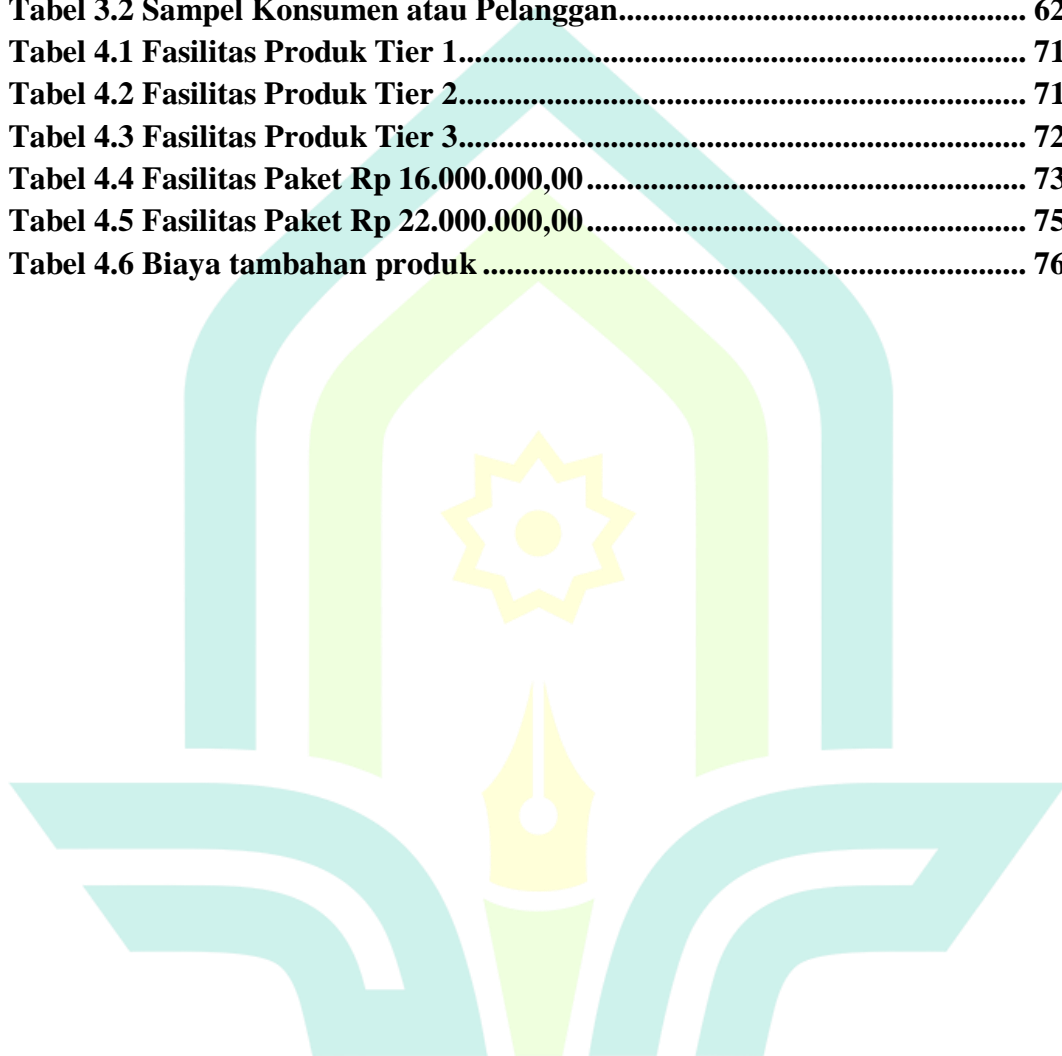 Tabel 3.2 Sampel Konsumen atau Pelanggan........................................................ 62
Tabel 4.1 Fasilitas Produk Tier 1............................................................................. 71
Tabel 4.2 Fasilitas Produk Tier 2............................................................................. 71
Tabel 4.3 Fasilitas Produk Tier 3............................................................................. 72
Tabel 4.4 Fasilitas Paket Rp 16.000.000,00............................................................ 73
Tabel 4.5 Fasilitas Paket Rp 22.000.000,00............................................................ 75
Tabel 4.6 Biaya tambahan produk.......................................................................... 76